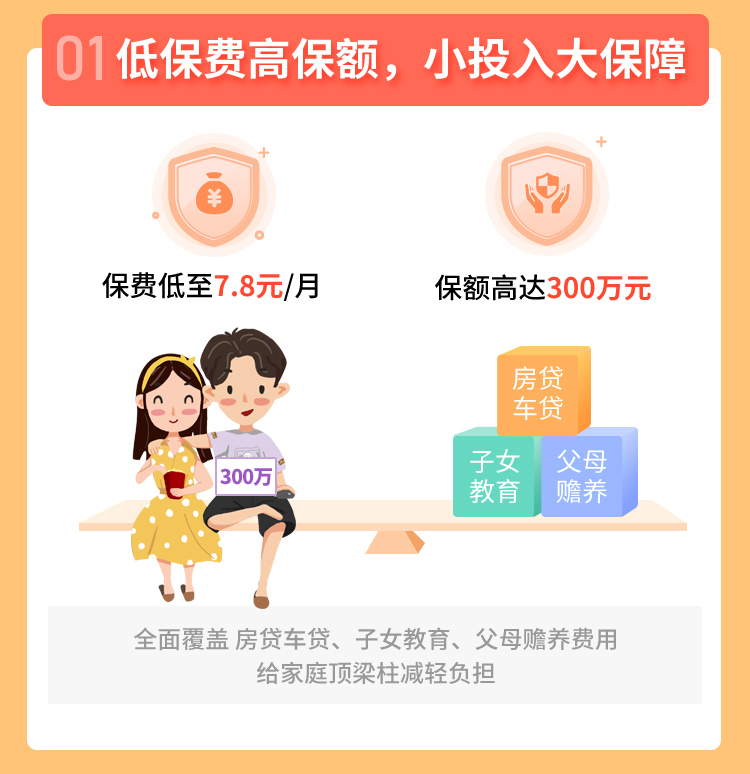 01 低保费高保额，小投入大保障
保费低至7.8元/月
保额高达300万元
300万
房贷
车贷
子女
教育
父母
赡养
全面覆盖 房贷车贷、子女教育、父母赡养费用
给家庭顶梁柱减轻负担